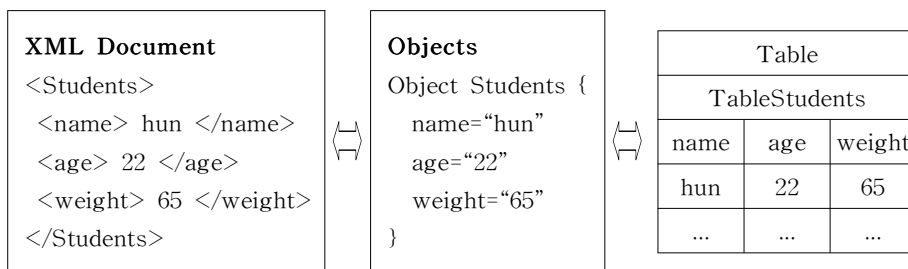 XML Document
<Students>
<name> hun </name>
<age> 22 </age>
<weight> 65 </weight>
</Students>
Objects
Object Students {
name=“hun”
age=“22”
weight=“65”
}
Table
TableStudents
name age weight
hun 22 65
... ... ...